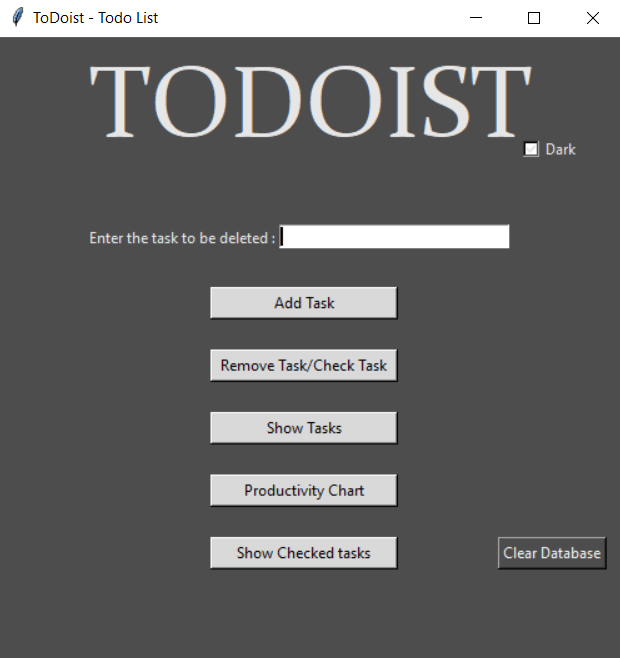 ToDoist - Todo List
TODOIST
Dark
Enter the task to be deleted :
Add Task
Remove Task/Check Task
Show Tasks
Productivity Chart
Show Checked tasks
Clear Database